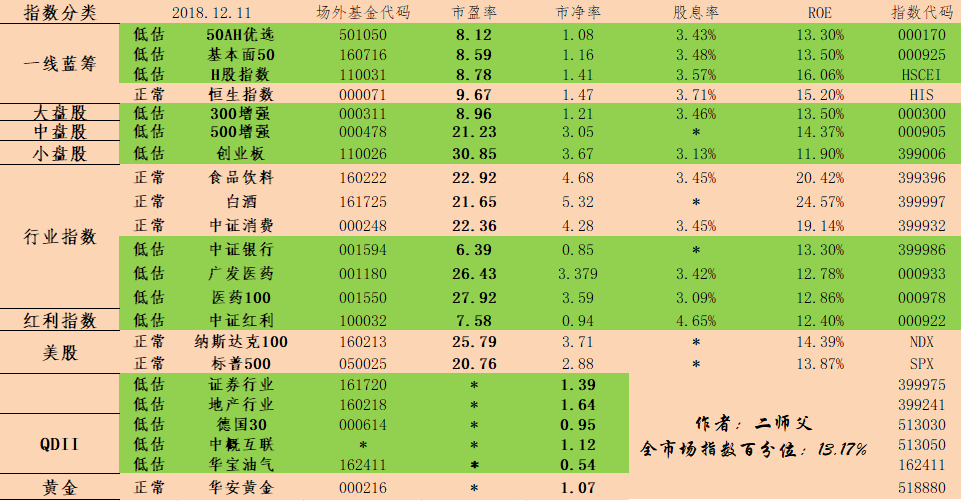 指数分类 2018.12.11 场外基金代码 市盈率 市净率 股息率 ROE 指数代码
一线蓝筹 低估 50AH优选 501050 8.12 1.08 3.43% 13.30% 000170
低估 基本面50 160716 8.59 1.16 3.48% 13.50% 000925
低估 H股指数 110031 8.78 1.41 3.57% 16.06% HSCEI
正常 恒生指数 000071 9.67 1.47 3.71% 15.20% HIS
大盘股 低估 300增强 000311 8.96 1.21 3.46% 13.50% 000300
中盘股 低估 500增强 000478 21.23 3.05 * 14.37% 000905
小盘股 低估 创业板 110026 30.85 3.67 3.13% 11.90% 399006
行业指数 正常 食品饮料 160222 22.92 4.68 3.45% 20.42% 399396
正常 白酒 161725 21.65 5.32 * 24.57% 399997
正常 中证消费 000248 22.36 4.28 3.45% 19.14% 399932
低估 中证银行 001594 6.39 0.85 * 13.30% 399986
低估 广发医药 001180 26.43 3.379 3.42% 12.78% 000933
低估 医药100 001550 27.92 3.59 3.09% 12.86% 000978
红利指数 低估 中证红利 100032 7.58 0.94 4.65% 12.40% 000922
美股 正常 纳斯达克100 160213 25.79 3.71 * 14.39% NDX
正常 标普500 050025 20.76 2.88 * 13.87% SPX
低估 证券行业 161720 * 1.39 399975
低估 地产行业 160218 * 1.64 399241
QDII 低估 德国30 000614 * 0.95 513030
低估 中概互联 * * 1.12 513050
低估 华宝油气 162411 * 0.54 162411
黄金 正常 华安黄金 000216 * 1.07 518880
作者：二师父
全市场指数百分位：13.17%